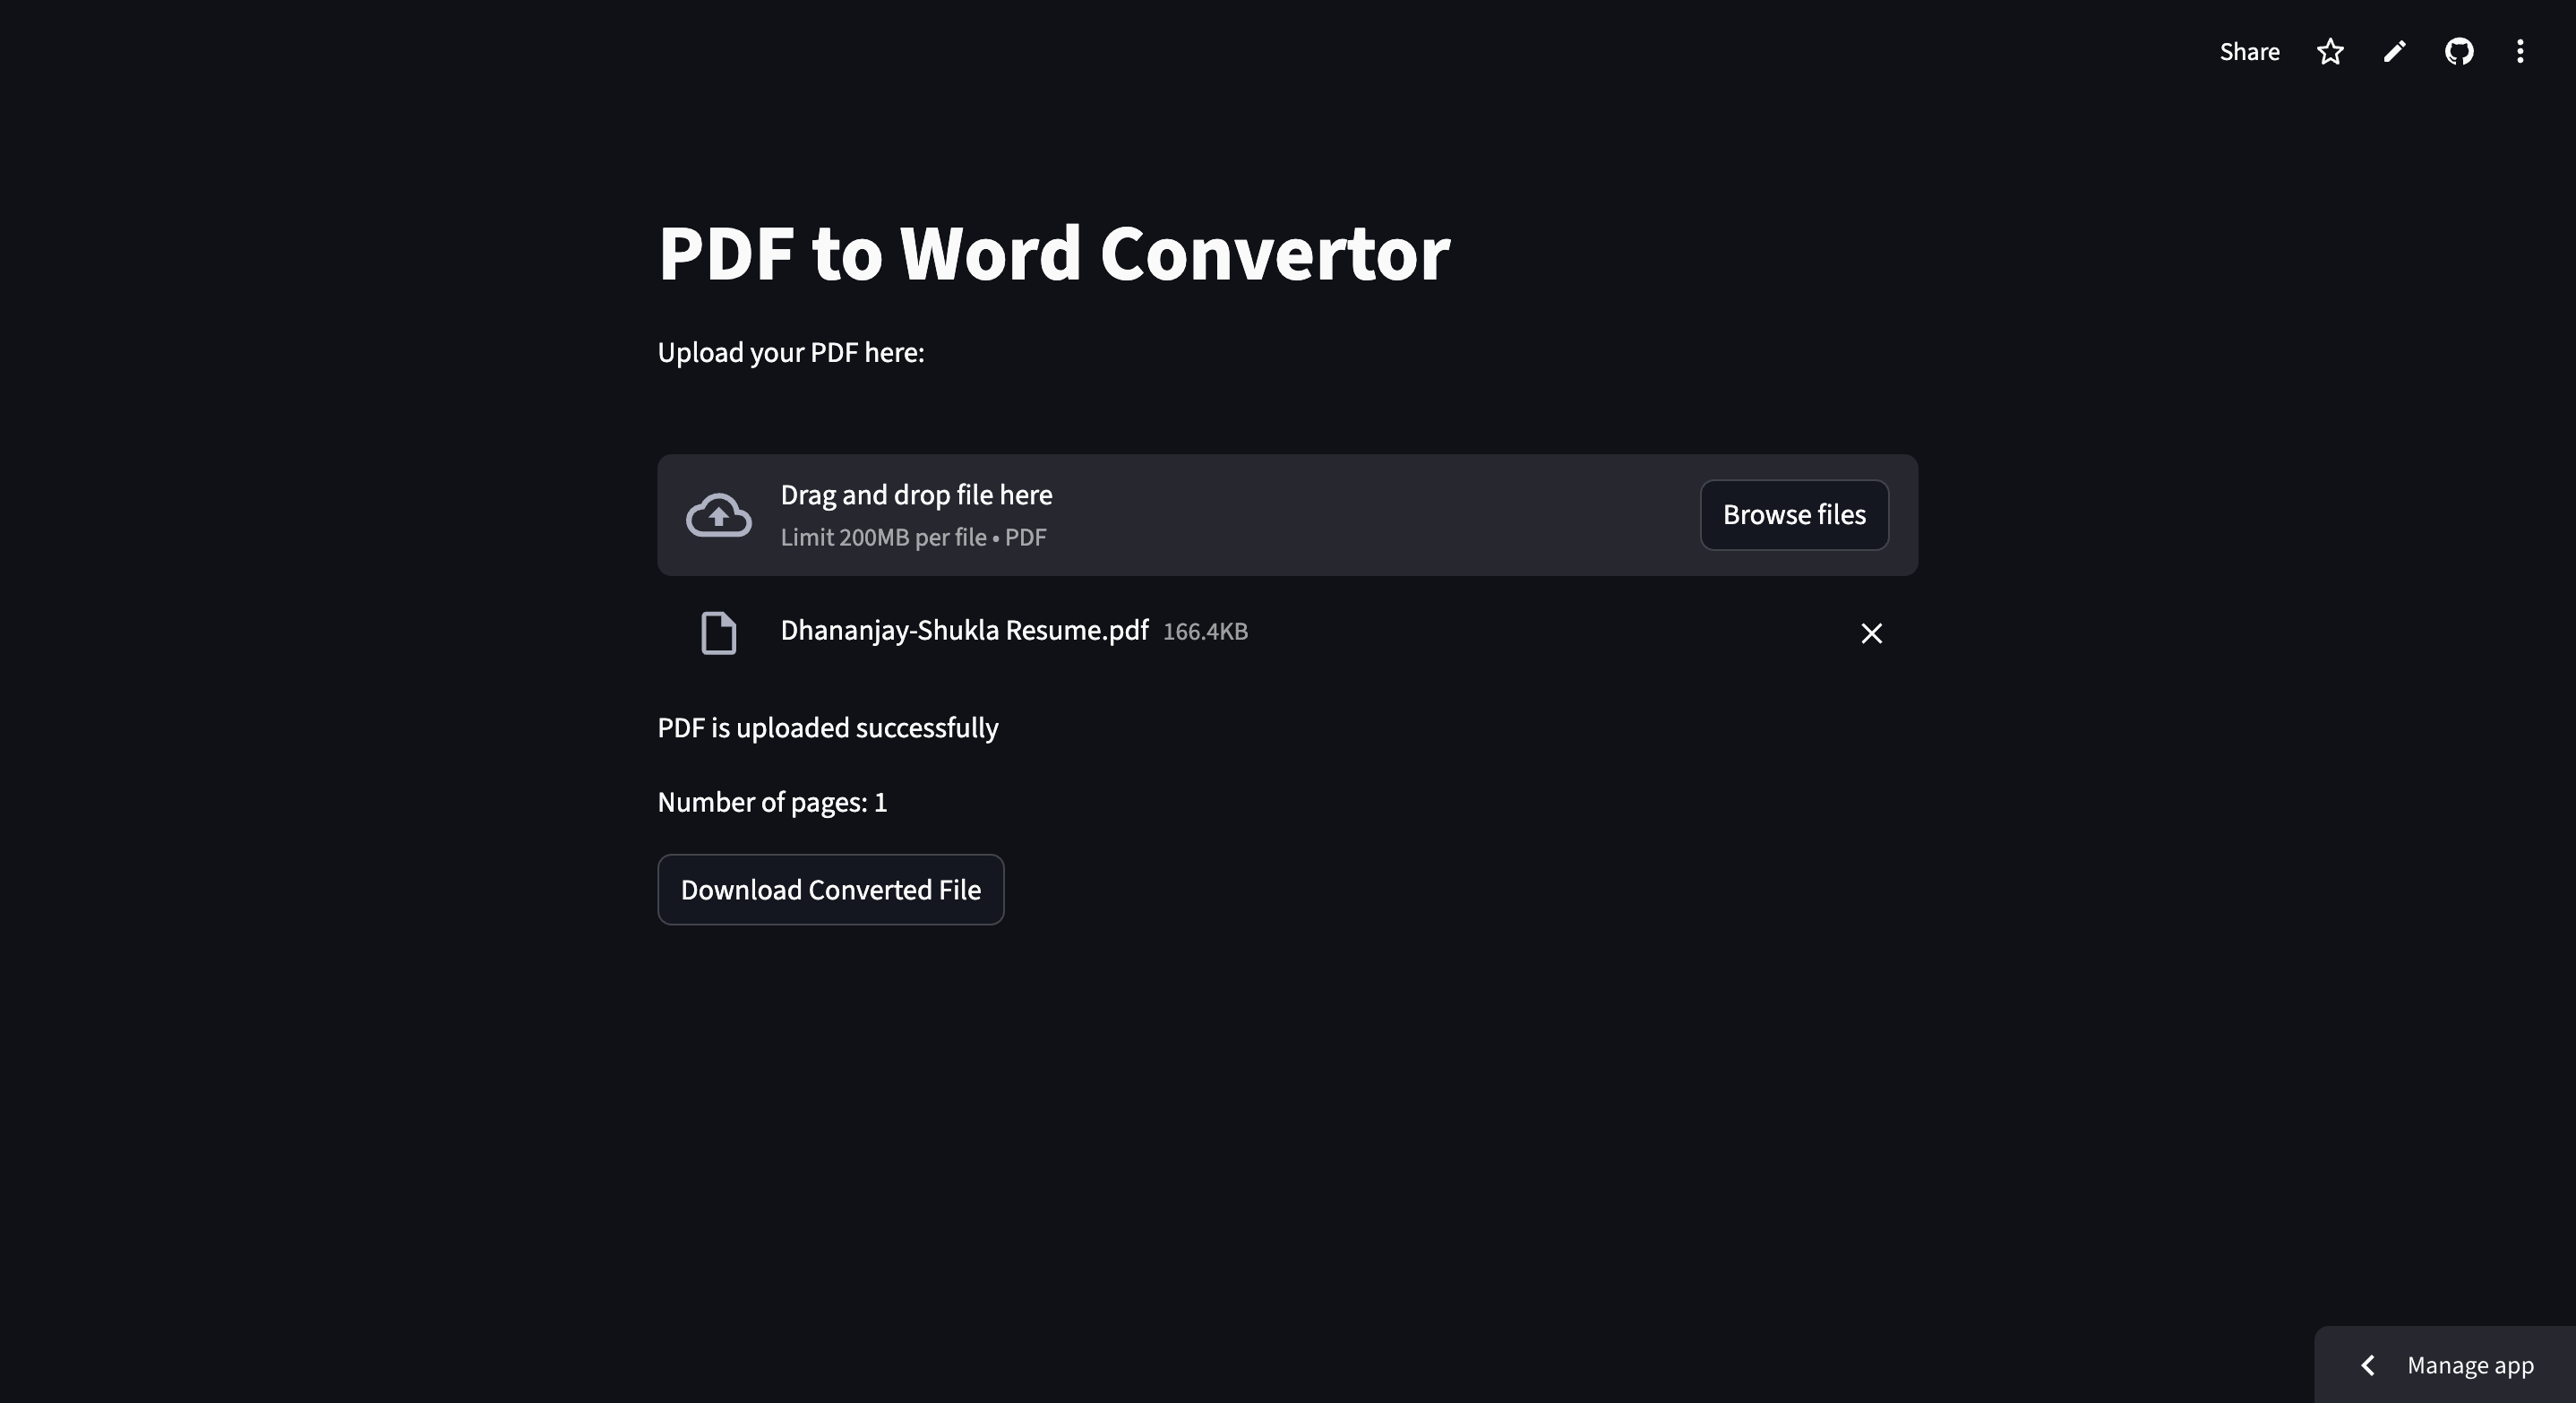 Share
PDF to Word Convertor
Upload your PDF here:
Drag and drop file here
Limit 200MB per file • PDF
Browse files
Dhananjay-Shukla Resume.pdf 166.4KB
PDF is uploaded successfully
Number of pages: 1
Download Converted File
Manage app